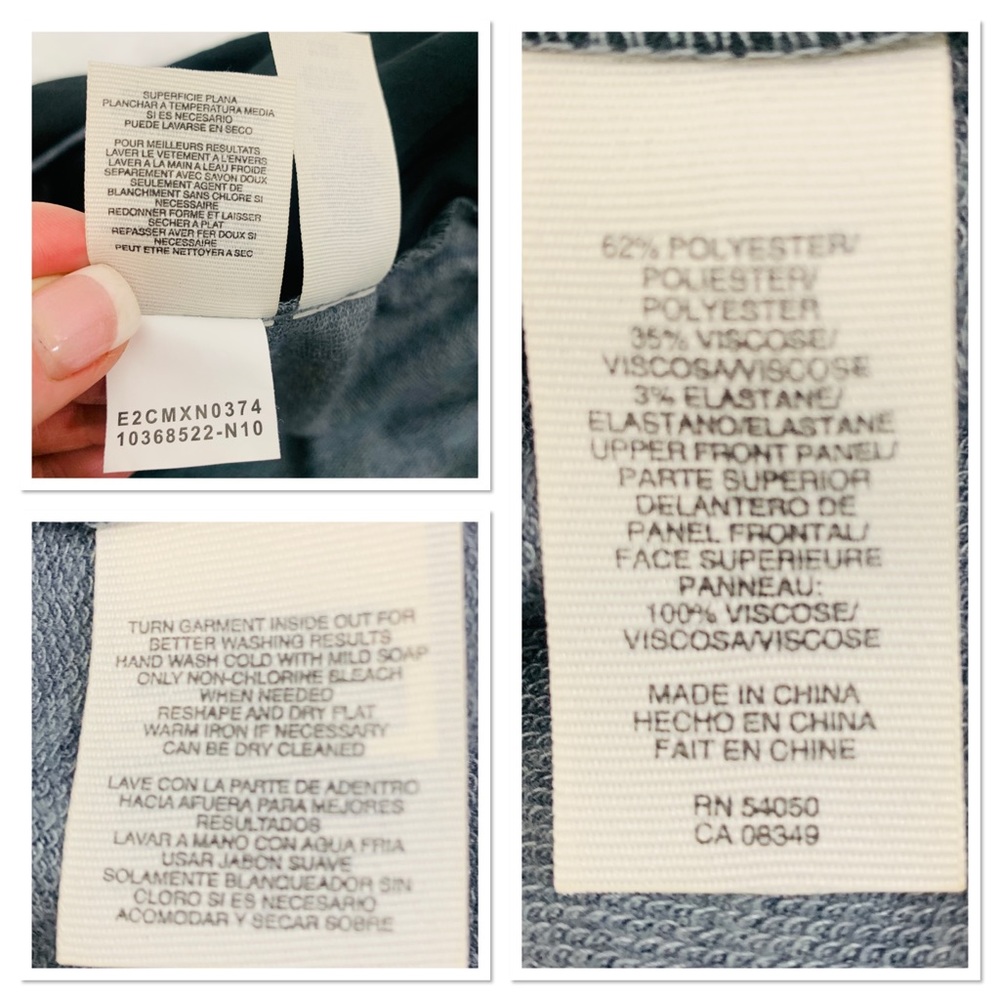 SUPERFICIE PLANA
PLANCHAR A TEMPERATURA MEDIA
SI ES NECESARIO
PUEDE LAVARSE EN SECO
POUR MEILLEURS RESULTATS
LAVER LE VETEMENT A L'ENVERS
LAVER A LA MAIN A LEAU FROIDE
SEPAREMENT AVEC SAVON DOUX
SEULEMENT AGENT DE
BLANCHIMENT SANS CHLORE SI
NECESSAIRE
REDONNER FORME ET LAISSER
SECHER A PLAT
REPASSER AVER FER DOUX SI
NECESSAIRE
PEUT ETRE NETTOYER A SEC
E2CMXN0374
10368522-N10
TURN GARMENT INSIDE OUT FOR
BETTER WASHING RESULTS
HAND WASH COLD WITH MILD SOAP
ONLY NON-CHLORINE BLEACH
WHEN NEEDED
RESHAPE AND DRY FLAT
WARM IRON IF NECESSARY
CAN BE DRY CLEANED
LAVE CON LA PARTE DE ADENTRO
HACIA AFUERA PARA MEJORES
RESULTADOS
LAVAR A MANO CON AGUA FRIA
USAR JABON SUAVE
SOLAMENTE BLANQUEADOR SIN
CLORO SI ES NECESARIO
ACOMODAR Y SECAR SOBRE
62% POLYESTER/
POLIESTER/
POLYESTER
35% VISCOSE/
VISCOSA/VISCOSE
3% ELASTANE/
ELASTANO/ELASTANE
UPPER FRONT PANEL/
PARTE SUPERIOR
DELANTERO DE
PANEL FRONTAL/
FACE SUPERIEURE
PANNEAU:
100% VISCOSE/
VISCOSA/VISCOSE
MADE IN CHINA
HECHO EN CHINA
FAIT EN CHINE
RN 54050
CA 08349